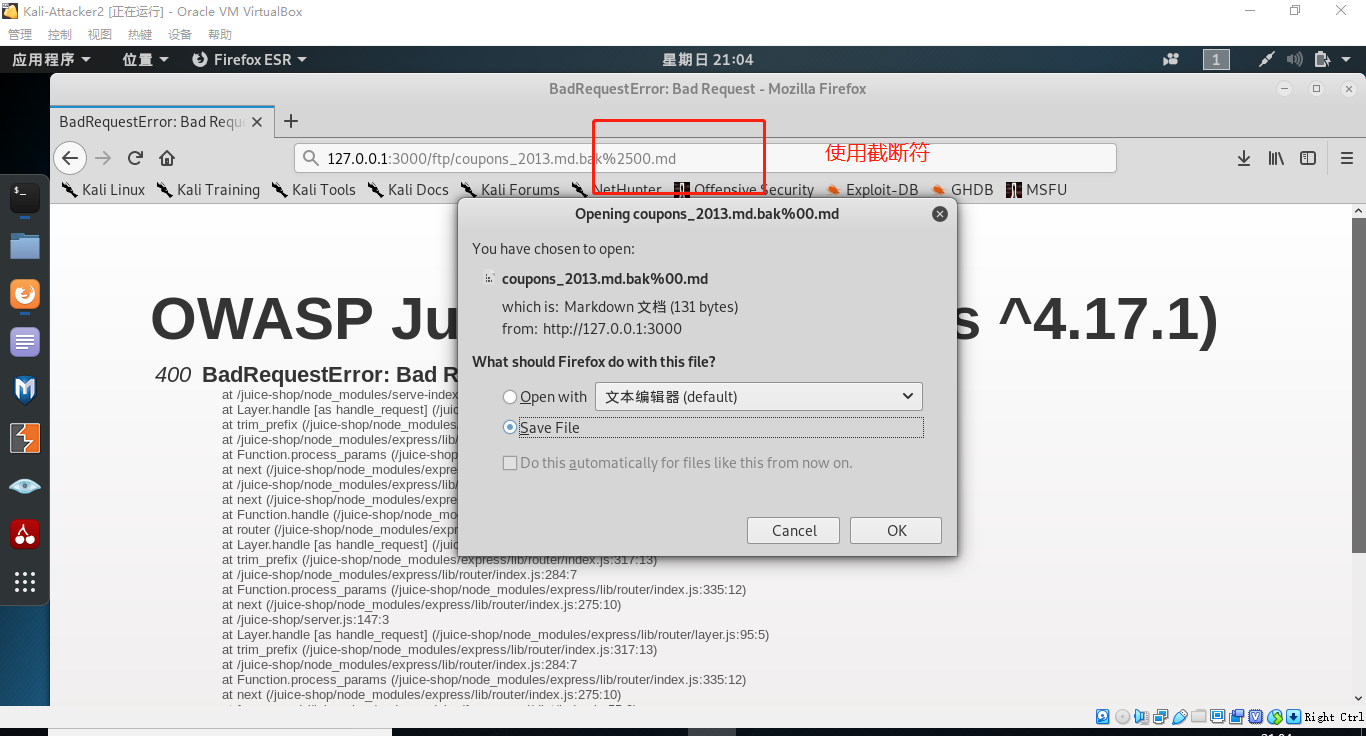 Kali-Attacker2 [正在运行] - Oracle VM VirtualBox
管理 控制 视图 热键 设备 帮助
应用程序 位置 Firefox ESR 星期日 21:04 1
BadRequestError: Bad Request - Mozilla Firefox
BadRequestError: Bad Reque
127.0.0.1:3000/ftp/coupons_2013.md.bak%2500.md
使用截断符
Kali Linux Kali Training Kali Tools Kali Docs Kali Forums NetHunter Offensive Security Exploit-DB GHDB MSFU
Opening coupons_2013.md.bak%00.md
You have chosen to open:
coupons_2013.md.bak%00.md
which is: Markdown 文档 (131 bytes)
from: http://127.0.0.1:3000
What should Firefox do with this file?
Open with 文本编辑器 (default)
Save File
Do this automatically for files like this from now on.
Cancel OK
OWASP Ju s ^4.17.1)
400 BadRequestError: Bad R
at /juice-shop/node_modules/serve-index
at Layer.handle [as handle_request] (/juic
at trim_prefix (/juice-shop/node_modules/
at /juice-shop/node_modules/express/lib/
at Function.process_params (/juice-shop
at next (/juice-shop/node_modules/expre
at /juice-shop/node_modules/express/lib/
at next (/juice-shop/node_modules/expre
at Function.handle (/juice-shop/node_mo
at router (/juice-shop/node_modules/expr
at Layer.handle [as handle_request] (/juic
at trim_prefix (/juice-shop/node_modules/express/lib/router/index.js:317:13)
at /juice-shop/node_modules/express/lib/router/index.js:284:7
at Function.process_params (/juice-shop/node_modules/express/lib/router/index.js:335:12)
at next (/juice-shop/node_modules/express/lib/router/index.js:275:10)
at /juice-shop/server.js:147:3
at Layer.handle [as handle_request] (/juice-shop/node_modules/express/lib/router/layer.js:95:5)
at trim_prefix (/juice-shop/node_modules/express/lib/router/index.js:317:13)
at /juice-shop/node_modules/express/lib/router/index.js:284:7
at Function.process_params (/juice-shop/node_modules/express/lib/router/index.js:335:12)
at next (/juice-shop/node_modules/express/lib/router/index.js:275:10)
Right Ctrl